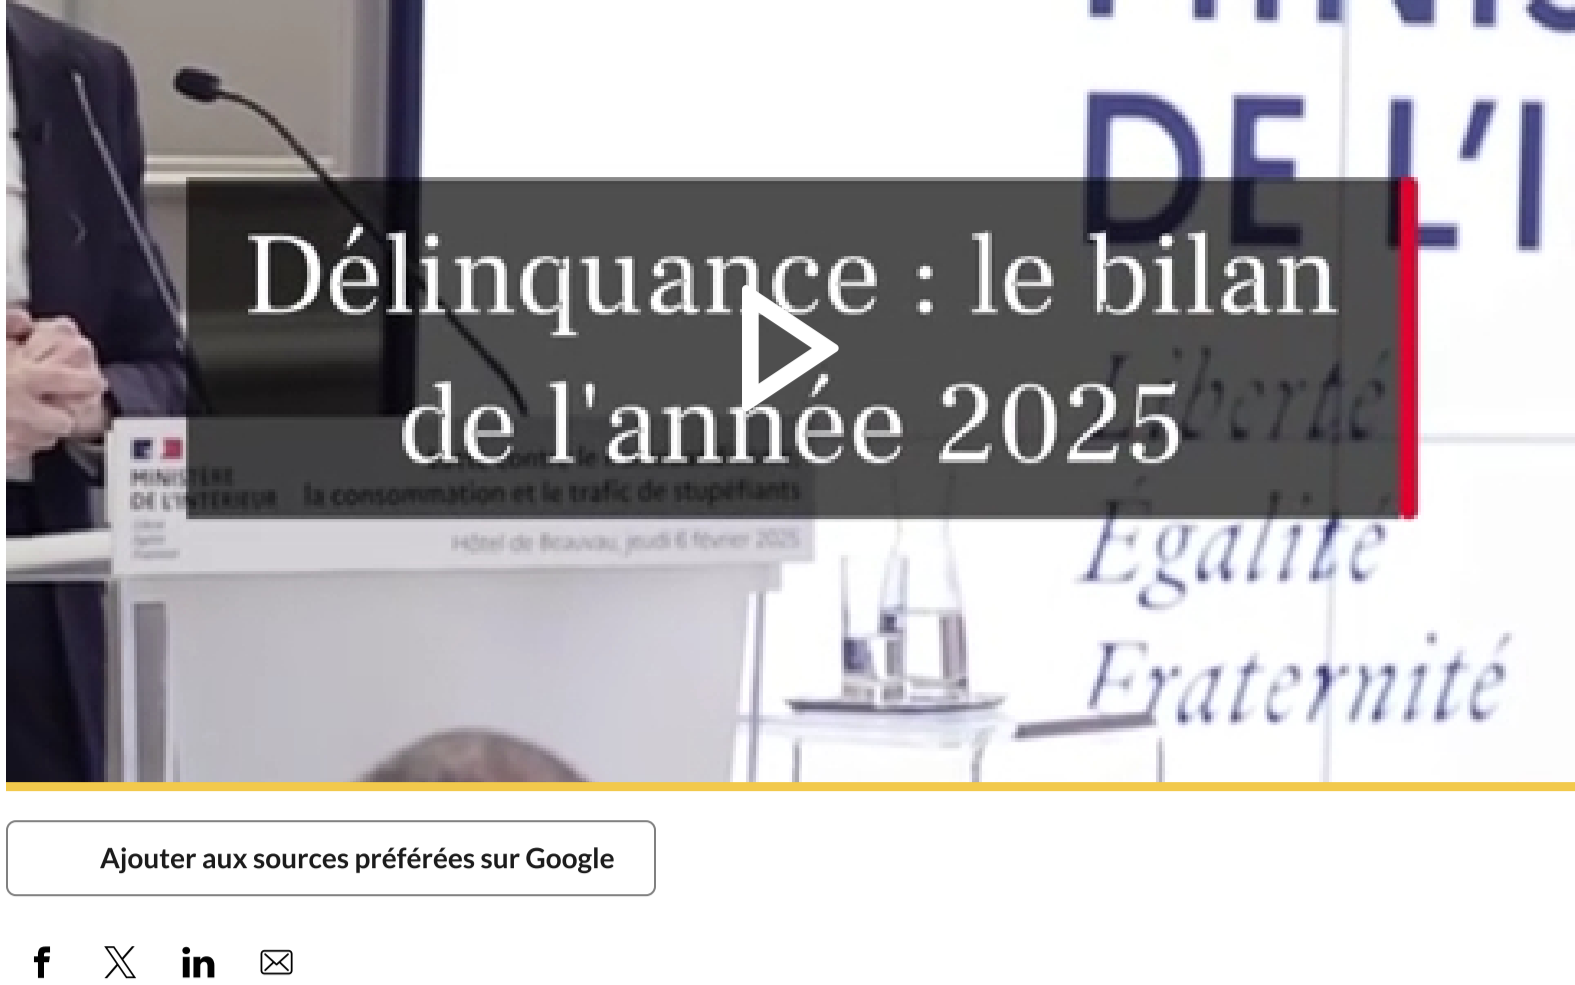 DE L'I
Délinquance : le bilan
de l'année 2025
Liberté
MINISTÈRE
DE L'INTÉRIEUR
la consommation et le trafic de stupéfiants
Hôtel de Beauvau, jeudi 6 février 2025
Égalité
Fraternité
Ajouter aux sources préférées sur Google
f
X
in